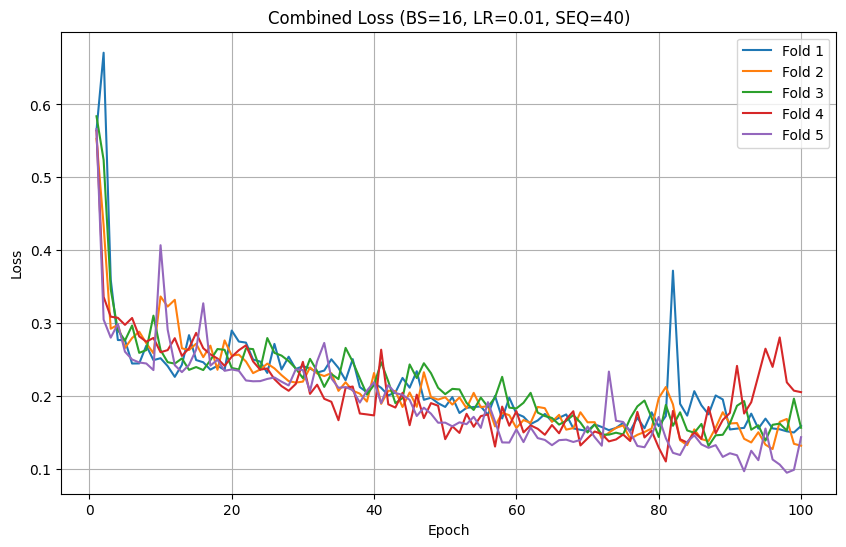 Combined Loss (BS=16, LR=0.01, SEQ=40)
Fold 1
Fold 2
Fold 3
Fold 4
Fold 5
Loss
0.6
0.5
0.4
0.3
0.2
0.1
0
20
40
60
80
100
Epoch